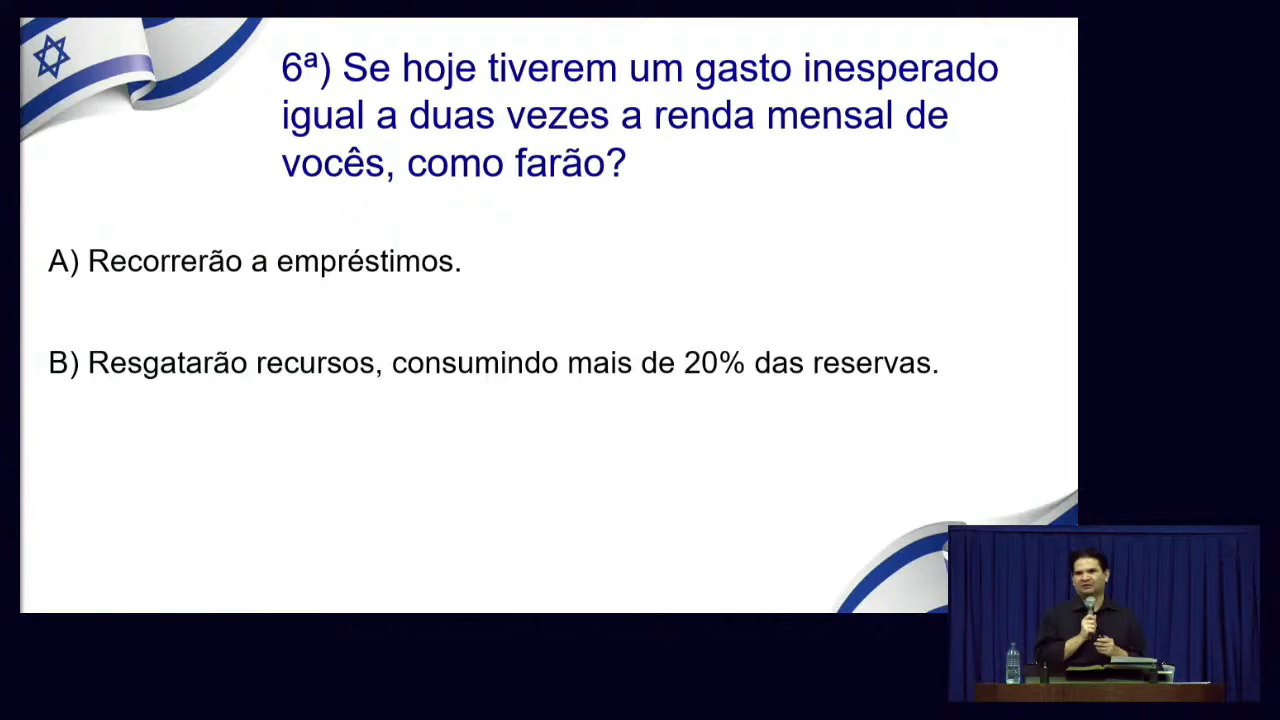 6ª) Se hoje tiverem um gasto inesperado
igual a duas vezes a renda mensal de
vocês, como farão?
A) Recorrerão a empréstimos.
B) Resgatarão recursos, consumindo mais de 20% das reservas.